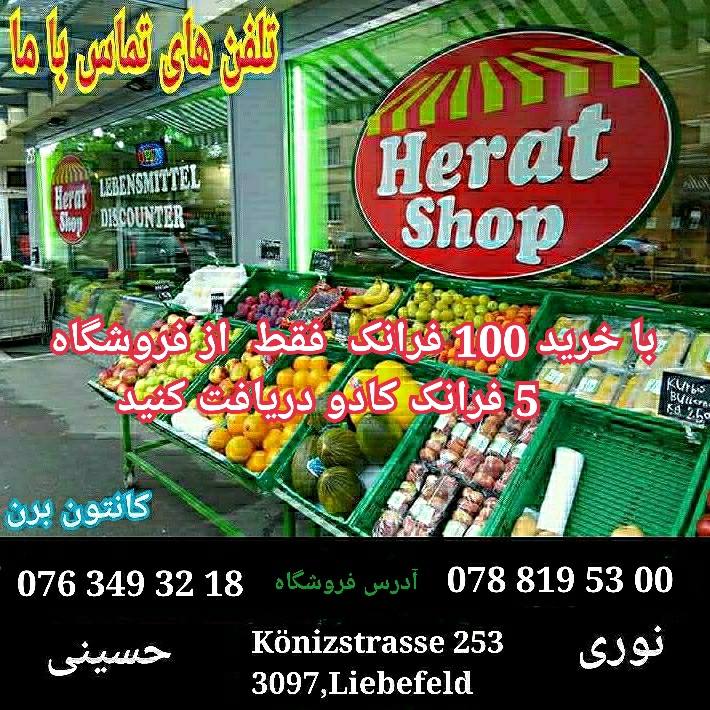 تلفن های تماس با ما
Herat
Shop
Herat
Shop
OPEN
LEBENSMITTEL
DISCOUNTER
با خرید 100 فرانک فقط از فروشگاه
5 فرانک کادو دریافت کنید
Kürbis
کانتون برن
076 349 32 18
آدرس فروشگاه
078 819 53 00
حسینی
Könizstrasse 253
3097,Liebefeld
نوری